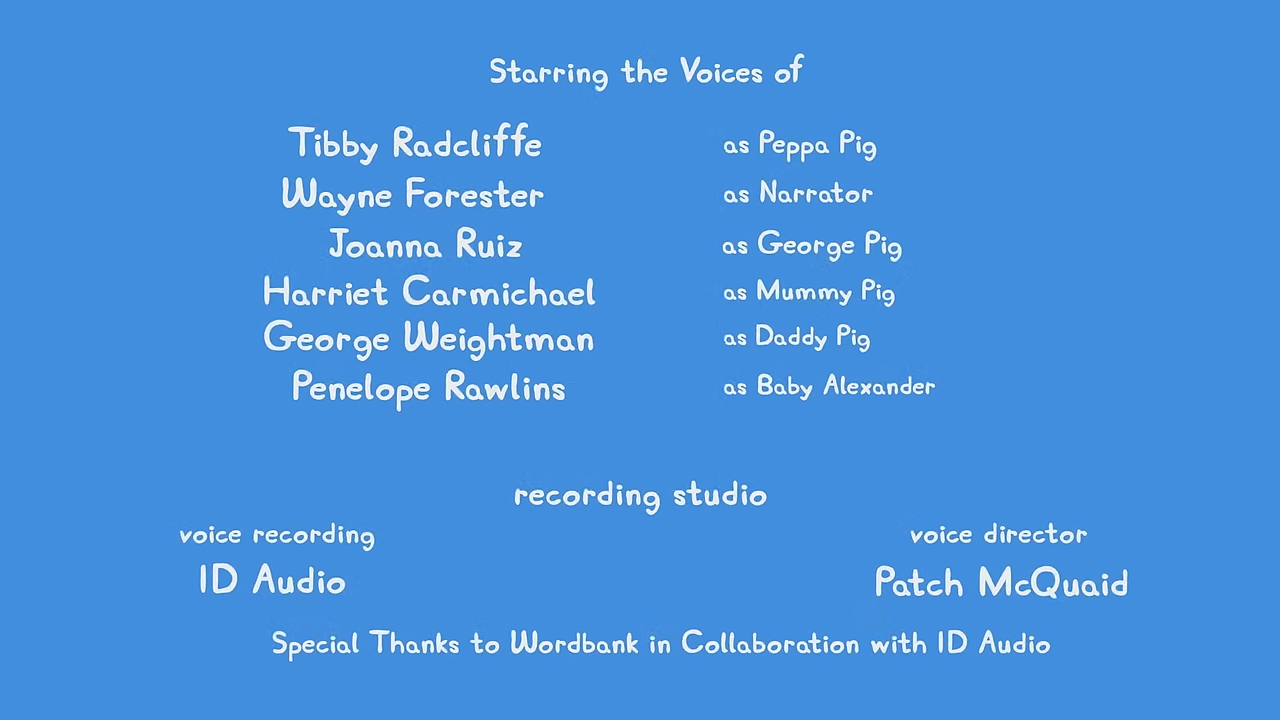 Starring the Voices of
Tibby Radcliffe as Peppa Pig
Wayne Forester as Narrator
Joanna Ruiz as George Pig
Harriet Carmichael as Mummy Pig
George Weightman as Daddy Pig
Penelope Rawlins as Baby Alexander
recording studio
voice recording voice director
ID Audio Patch McQuaid
Special Thanks to Wordbank in Collaboration with ID Audio